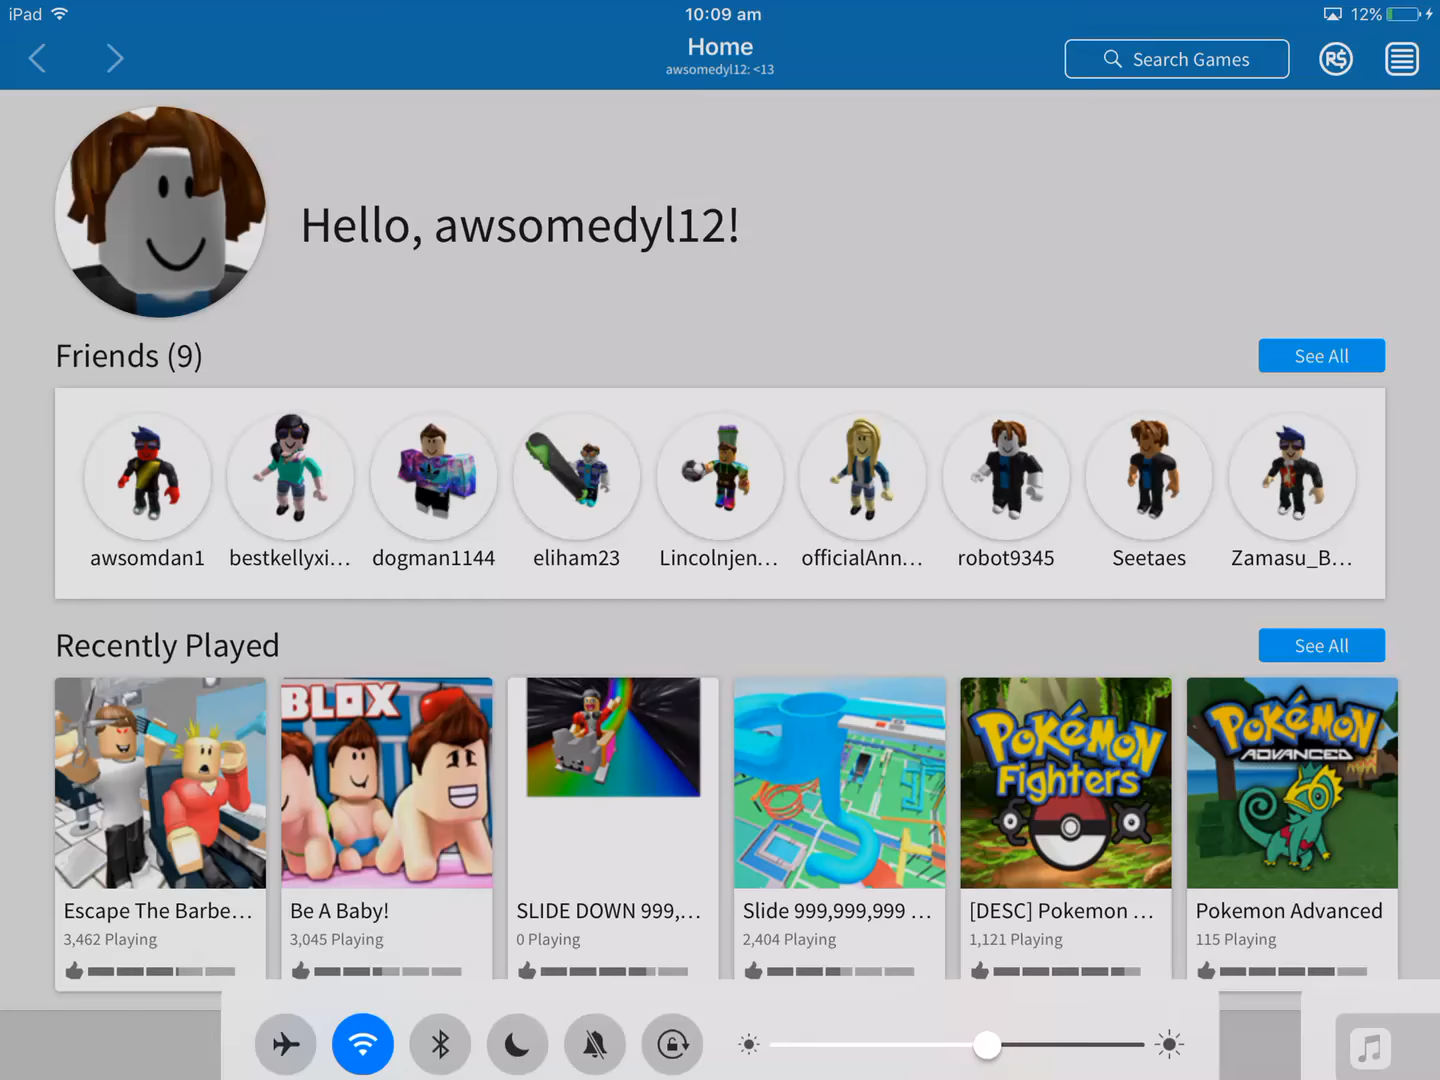 iPad
10:09 am
12%
Home
awsomedyl12: <13
Search Games
R$
Hello, awsomedyl12!
Friends (9)
See All
awsomdan1
bestkellyxi...
dogman1144
eliham23
Lincolnjen...
officialAnn...
robot9345
Seetaes
Zamasu_B...
Recently Played
See All
BLOX
POKéMON
Fighters
POKéMON
ADVANCED
Escape The Barbe...
Be A Baby!
SLIDE DOWN 999,...
Slide 999,999,999 ...
[DESC] Pokemon ...
Pokemon Advanced
3,462 Playing
3,045 Playing
0 Playing
2,404 Playing
1,121 Playing
115 Playing